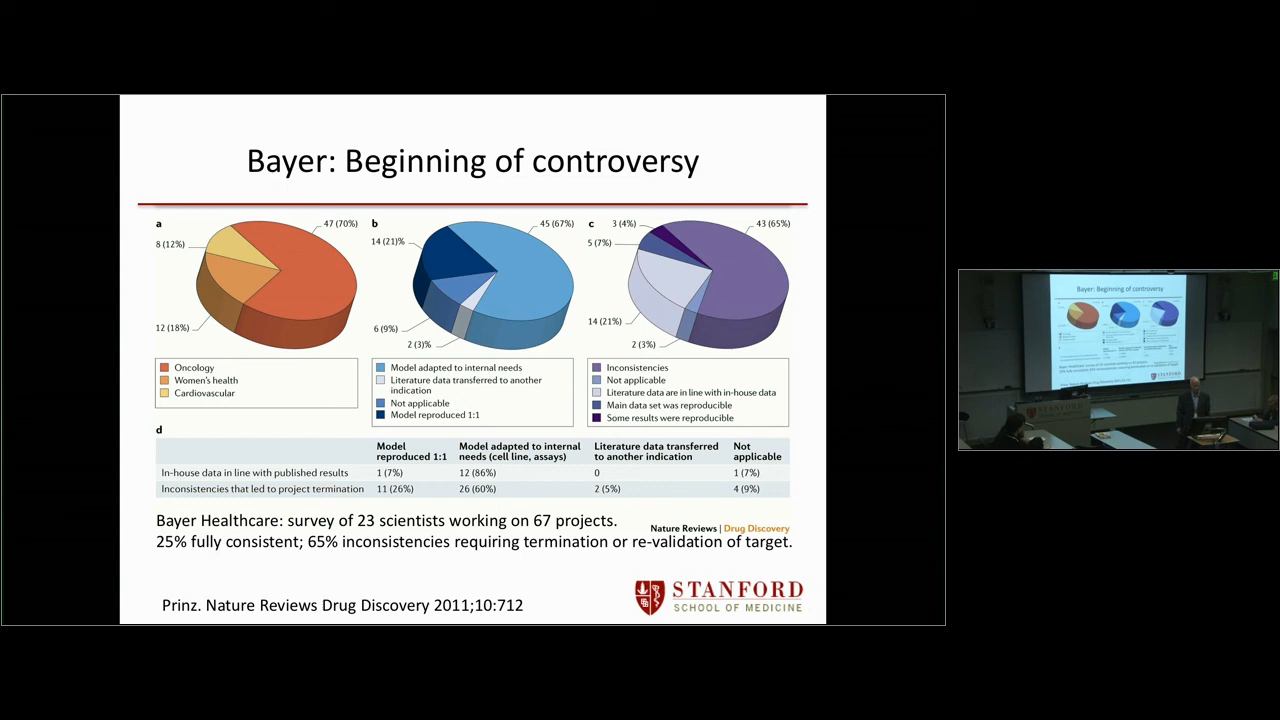 Bayer: Beginning of controversy
a
47 (70%)
8 (12%)
12 (18%)
Oncology
Women's health
Cardiovascular
b
45 (67%)
14 (21)%
6 (9%)
2 (3)%
Model adapted to internal needs
Literature data transferred to another
indication
Not applicable
Model reproduced 1:1
c
3 (4%)
43 (65%)
5 (7%)
14 (21%)
2 (3%)
Inconsistencies
Not applicable
Literature data are in line with in-house data
Main data set was reproducible
Some results were reproducible
d
Model reproduced 1:1 Model adapted to internal needs (cell line, assays) Literature data transferred to another indication Not applicable
In-house data in line with published results 1 (7%) 12 (86%) 0 1 (7%)
Inconsistencies that led to project termination 11 (26%) 26 (60%) 2 (5%) 4 (9%)
Bayer Healthcare: survey of 23 scientists working on 67 projects.
Nature Reviews | Drug Discovery
25% fully consistent; 65% inconsistencies requiring termination or re-validation of target.
Prinz. Nature Reviews Drug Discovery 2011;10:712
STANFORD
SCHOOL OF MEDICINE
Bayer: Beginning of controversy